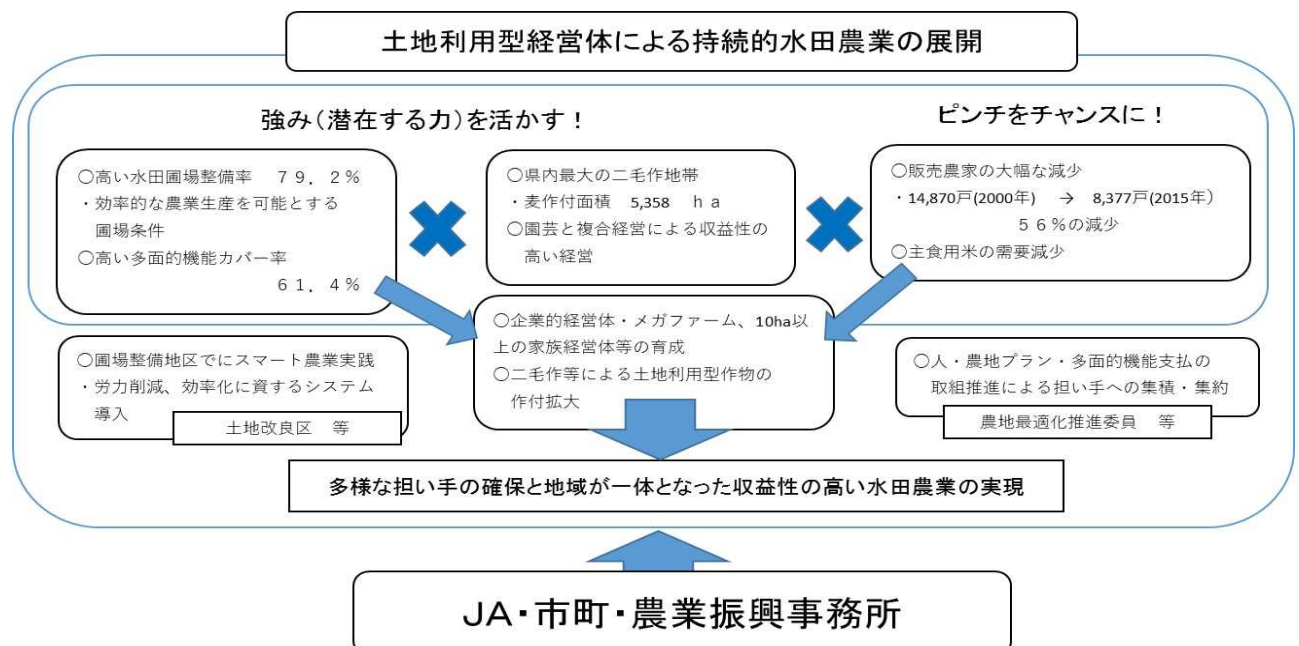 土地利用型経営体による持続的水田農業の展開
強み(潜在する力)を活かす!
ピンチをチャンスに!
○高い水田圃場整備率 79.2%
・効率的な農業生産を可能とする
圃場条件
○高い多面的機能カバー率
61.4%
○県内最大の二毛作地帯
・麦作付面積 5,358 ha
○園芸と複合経営による収益性の
高い経営
○販売農家の大幅な減少
・14,870戸(2000年) → 8,377戸(2015年)
56%の減少
○主食用米の需要減少
○企業的経営体・メガファーム、10ha以
上の家族経営体等の育成
○二毛作等による土地利用型作物の
作付拡大
○圃場整備地区でにスマート農業実践
・労力削減、効率化に資するシステム
導入
土地改良区 等
○人・農地プラン・多面的機能支払の
取組推進による担い手への集積・集約
農地最適化推進委員 等
多様な担い手の確保と地域が一体となった収益性の高い水田農業の実現
JA・市町・農業振興事務所